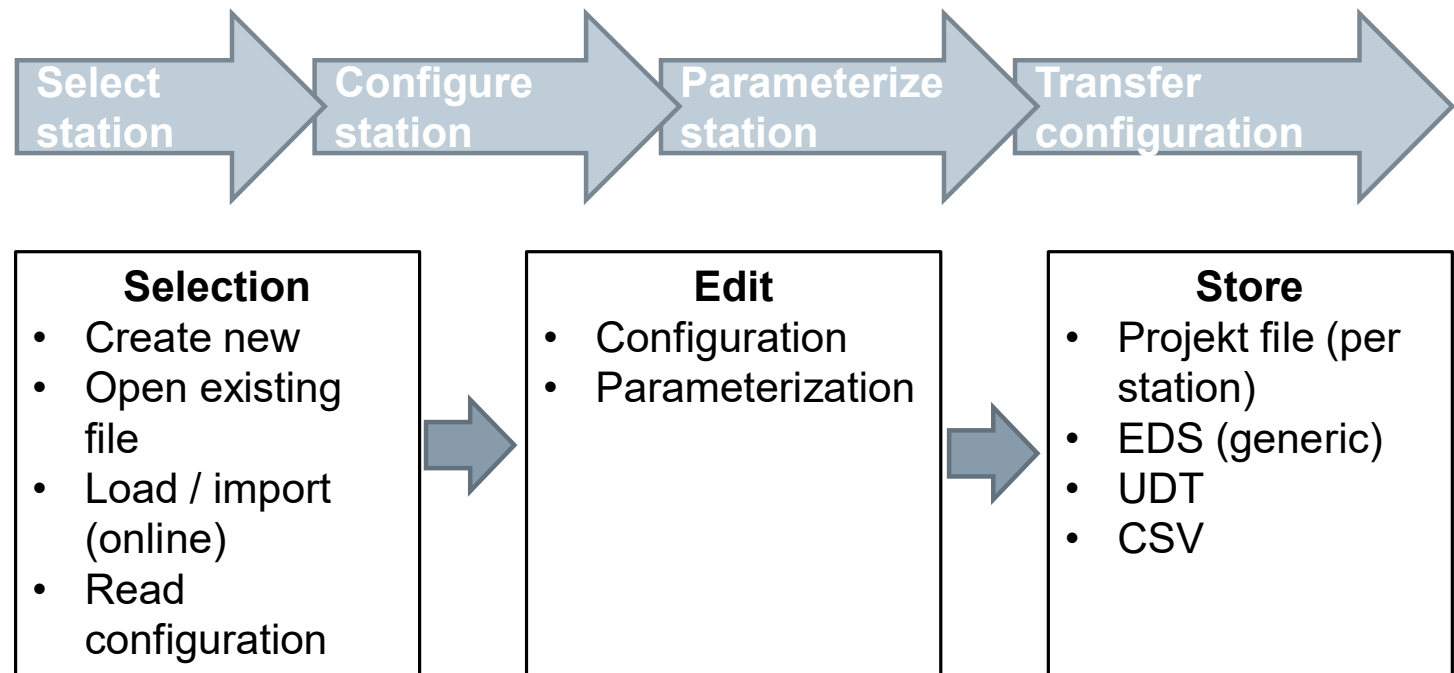 Select
station
Configure
station
Parameterize
station
Transfer
configuration
Selection
• Create new
• Open existing
file
• Load / import
(online)
• Read
configuration
Edit
• Configuration
• Parameterization
Store
• Projekt file (per
station)
• EDS (generic)
• UDT
• CSV